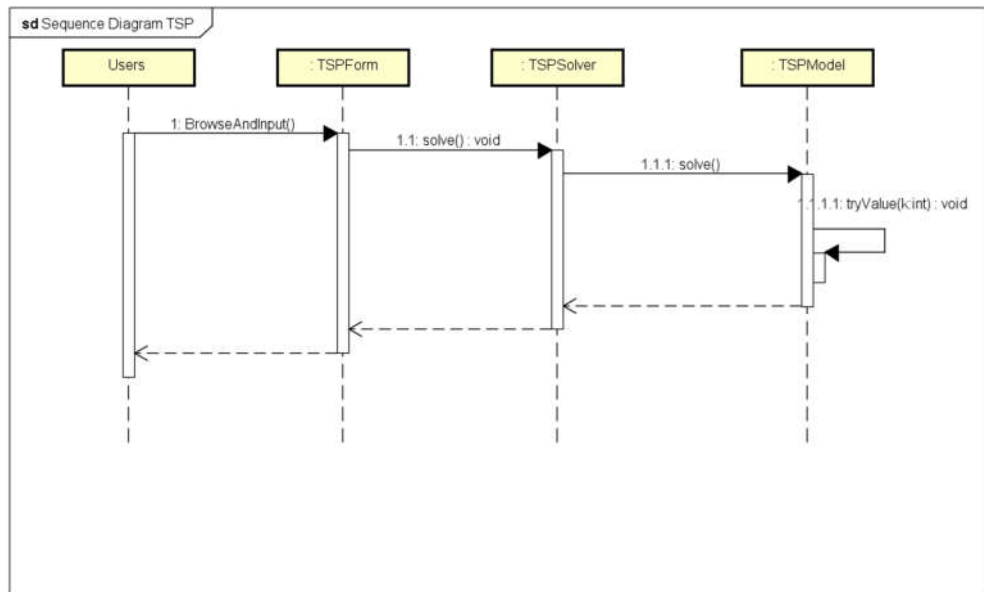 sd Sequence Diagram TSP
Users
: TSPForm
: TSPSolver
: TSPModel
1: BrowseAndInput()
1.1: solve() : void
1.1.1: solve()
1.1.1.1: tryValue(k:int) : void